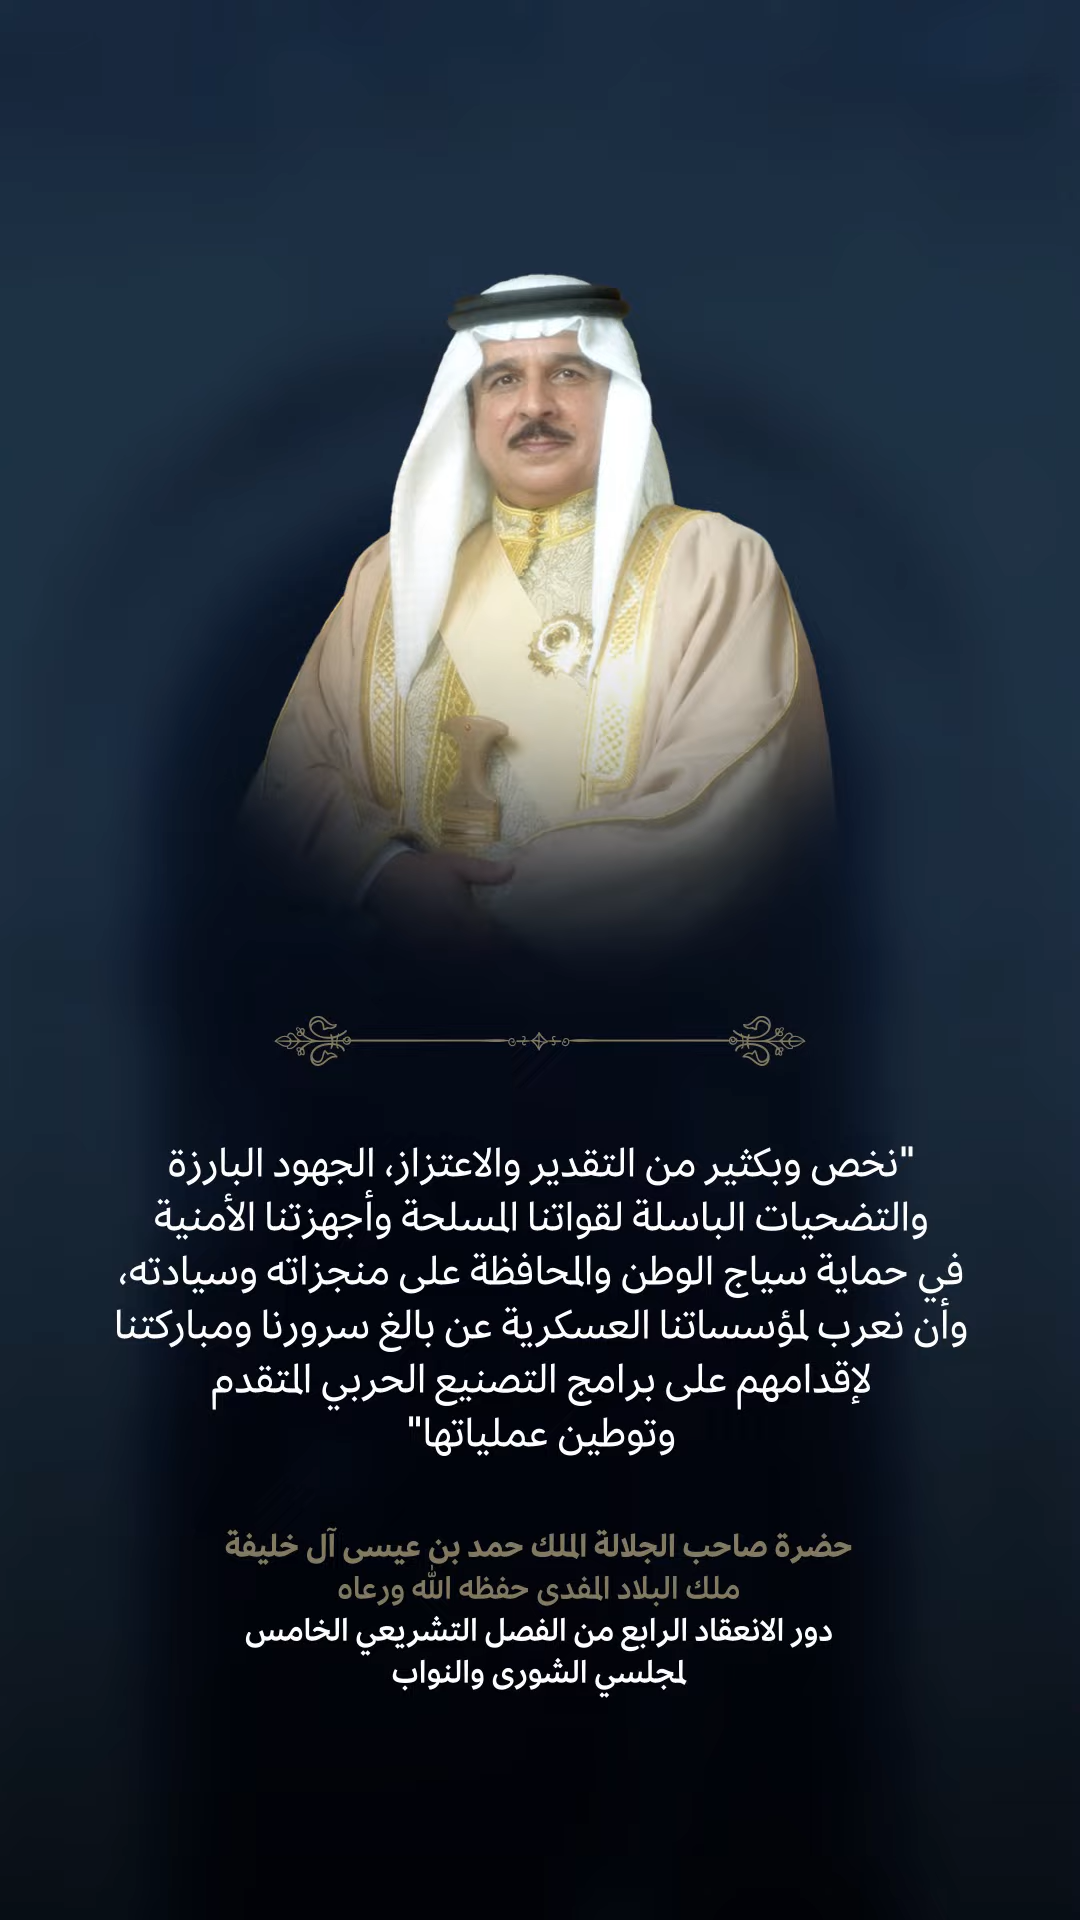 "نخص وبكثير من التقدير والاعتزاز، الجهود البارزة
والتضحيات الباسلة لقواتنا المسلحة وأجهزتنا الأمنية
في حماية سياج الوطن والمحافظة على منجزاته وسيادته،
وأن نعرب لمؤسساتنا العسكرية عن بالغ سرورنا ومباركتنا
لإقدامهم على برامج التصنيع الحربي المتقدم
وتوطين عملياتها"
حضرة صاحب الجلالة الملك حمد بن عيسى آل خليفة
ملك البلاد المفدى حفظه الله ورعاه
دور الانعقاد الرابع من الفصل التشريعي الخامس
لمجلسي الشورى والنواب